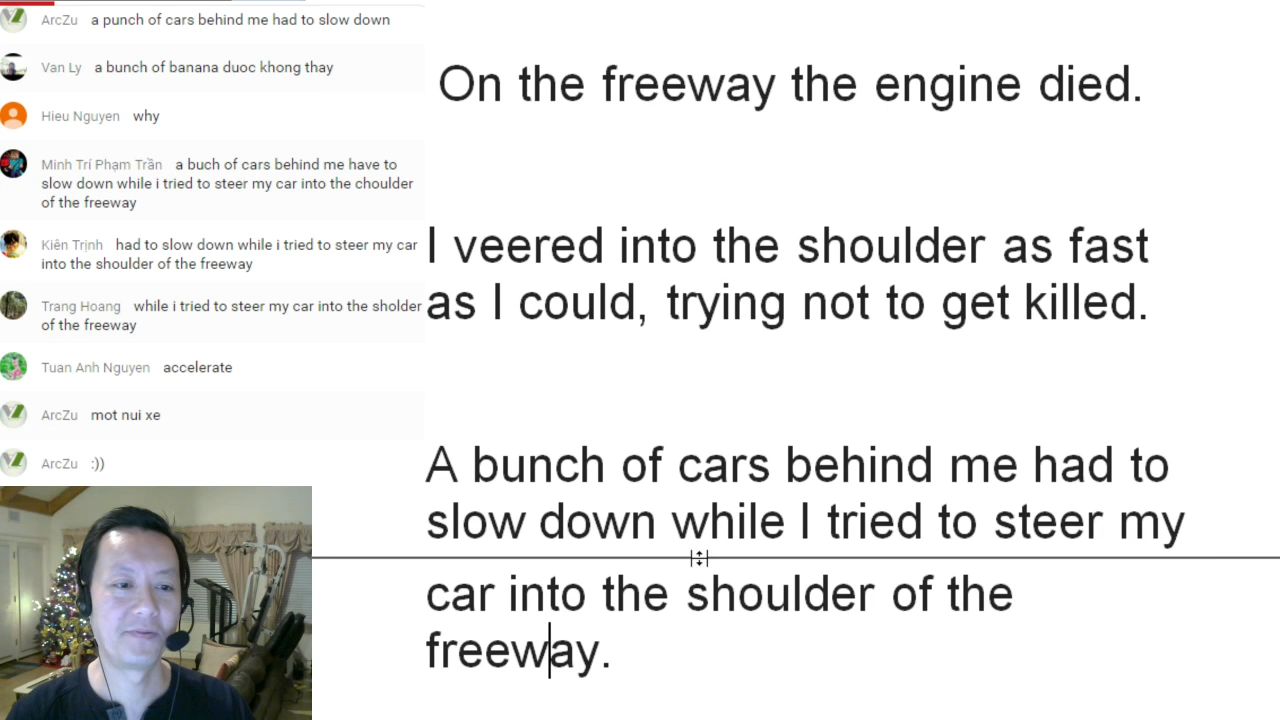 ArcZu a punch of cars behind me had to slow down
Van Ly a bunch of banana duoc khong thay
Hieu Nguyen why
Minh Trí Phạm Trần a buch of cars behind me have to
slow down while i tried to steer my car into the choulder
of the freeway
Kiên Trịnh had to slow down while i tried to steer my car
into the shoulder of the freeway
Trang Hoang while i tried to steer my car into the sholder
of the freeway
Tuan Anh Nguyen accelerate
ArcZu mot nui xe
ArcZu :))
On the freeway the engine died.
I veered into the shoulder as fast
as I could, trying not to get killed.
A bunch of cars behind me had to
slow down while I tried to steer my
car into the shoulder of the
freeway.